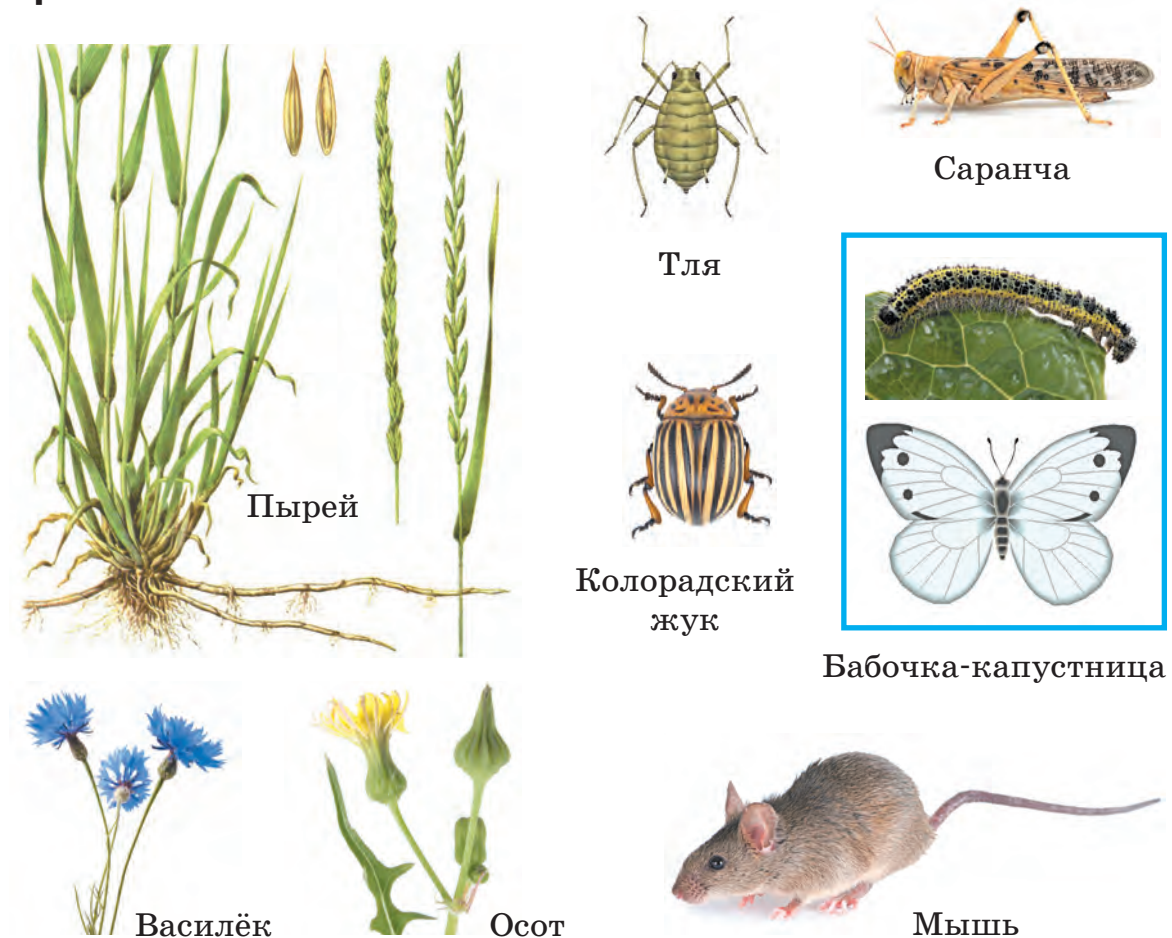 Саранча
Тля
Пырей
Колорадский
жук
Бабочка-капустница
Василёк
Осот
Мышь